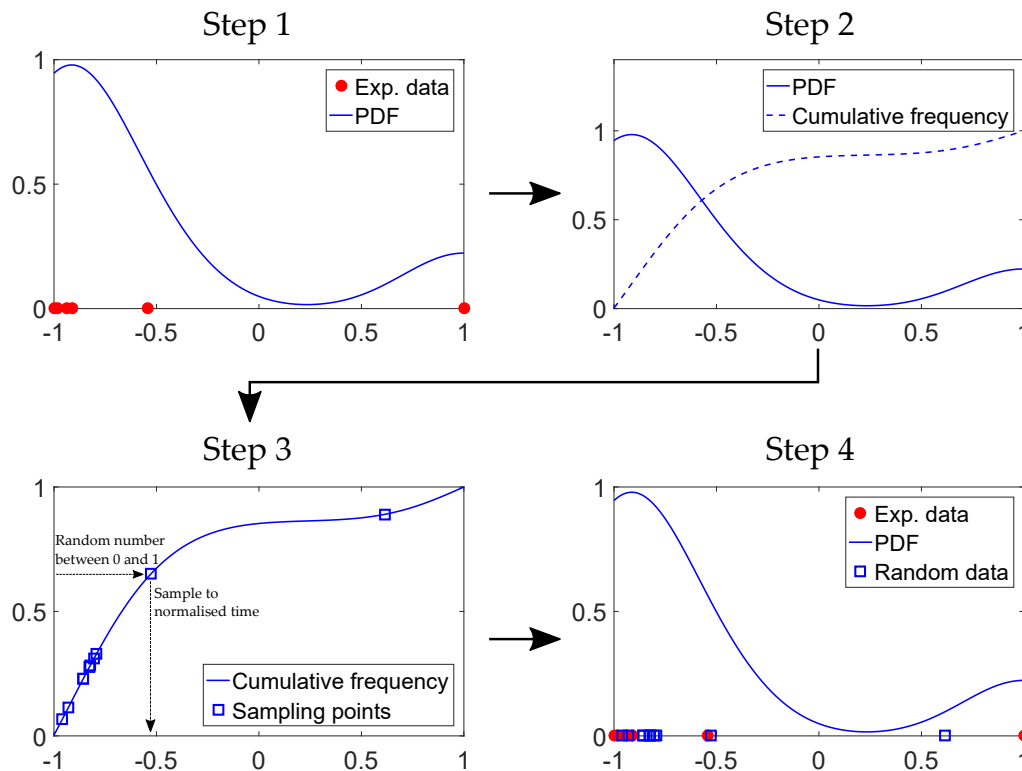 Step 1
1
0.5
0
-1
-0.5
0
0.5
1
Exp. data
PDF
Step 2
1
0.5
0
-1
-0.5
0
0.5
1
PDF
Cumulative frequency
Step 3
1
0.5
0
-1
-0.5
0
0.5
1
Random number
between 0 and 1
Sample to
normalised time
Cumulative frequency
Sampling points
Step 4
1
0.5
0
-1
-0.5
0
0.5
1
Exp. data
PDF
Random data